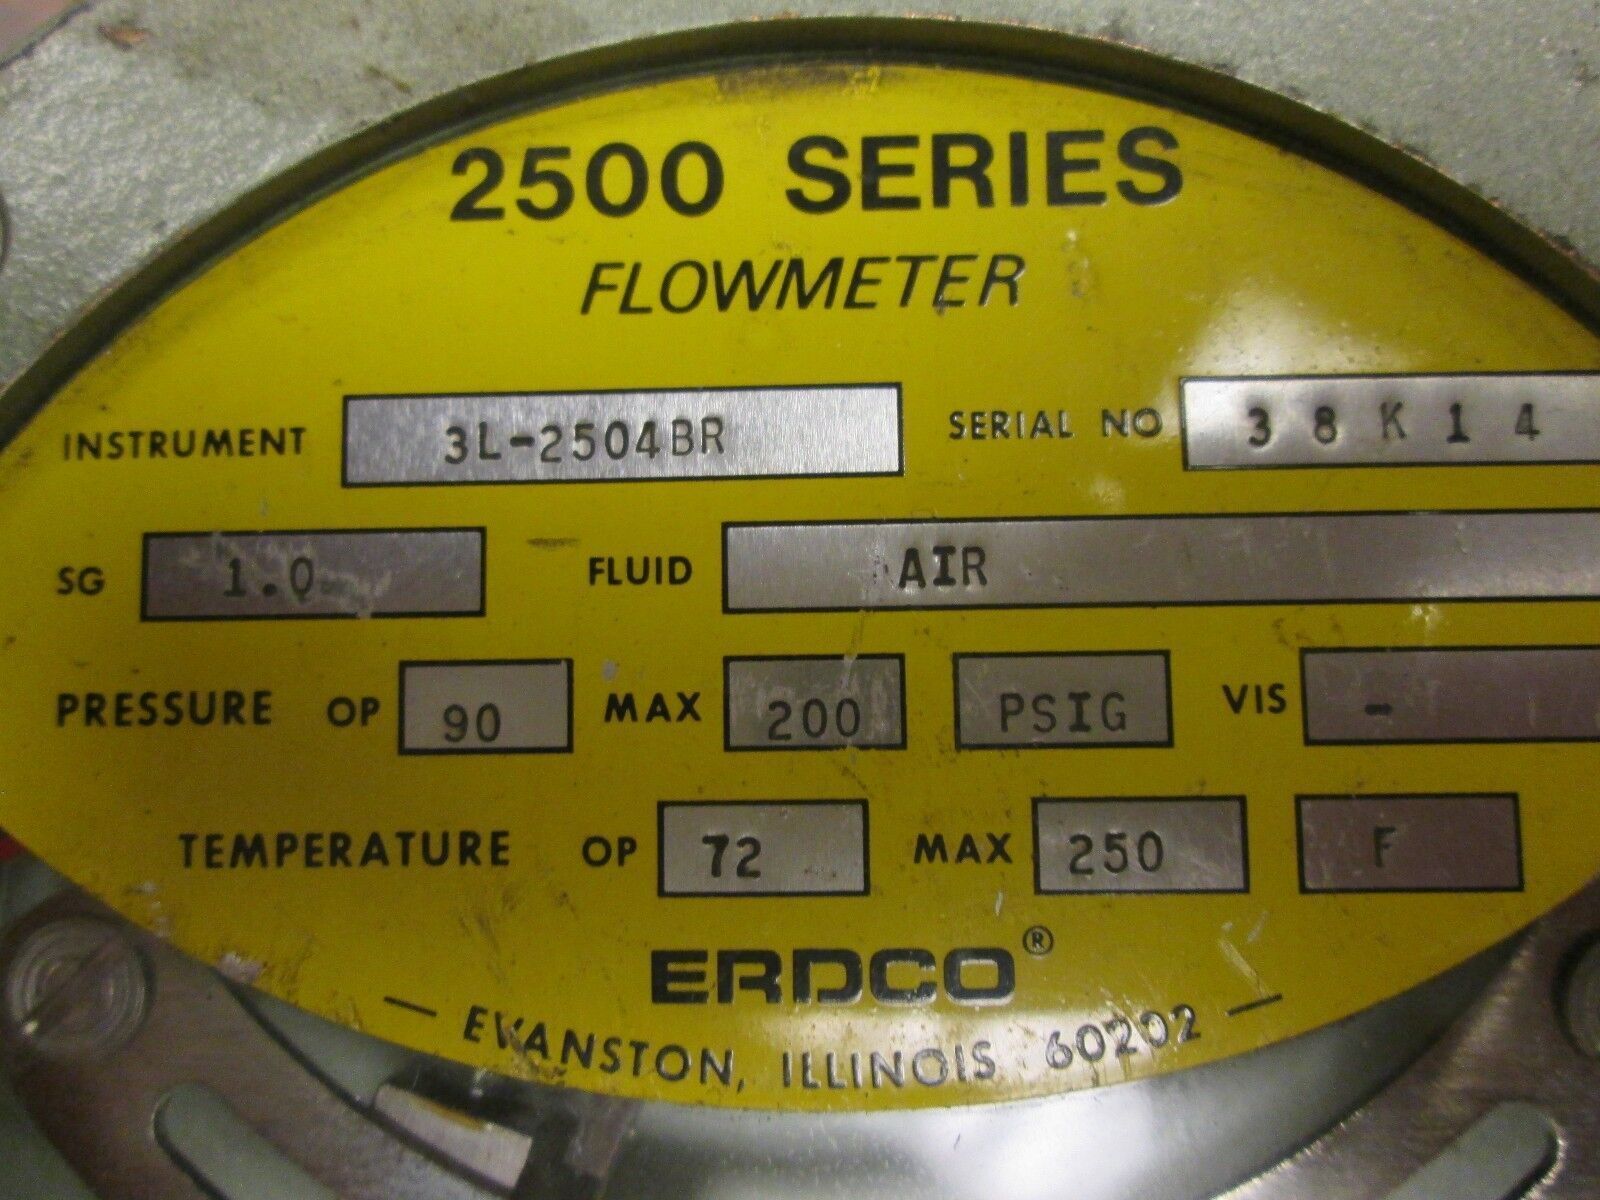 2500 SERIES
FLOWMETER
INSTRUMENT 3L-2504BR SERIAL NO 38K14
SG 1.0 FLUID AIR
PRESSURE OP 90 MAX 200 PSIG VIS -
TEMPERATURE OP 72 MAX 250 F
ERDCO®
— EVANSTON, ILLINOIS 60202 —